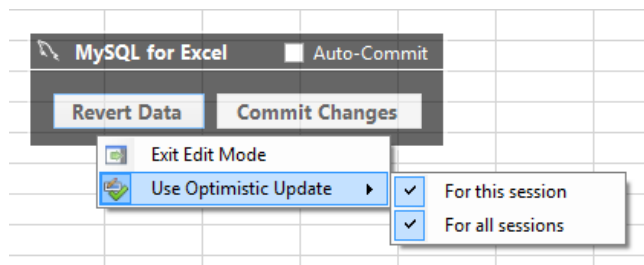 MySQL for Excel Auto-Commit
Revert Data Commit Changes
Exit Edit Mode
Use Optimistic Update
For this session
For all sessions